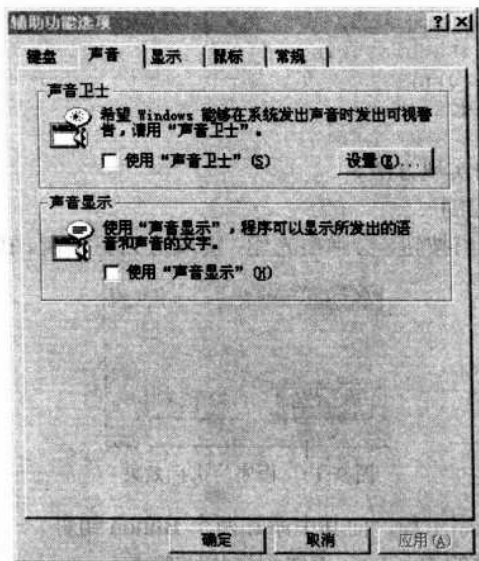 辅助功能选项
键盘 声音 显示 鼠标 常规
声音卫士
希望 Windows 能够在系统发出声音时发出可视警
告，请用“声音卫士”。
使用“声音卫士”(S)
设置(E)...
声音显示
使用“声音显示”，程序可以显示所发出的语
音和声音的文字。
使用“声音显示”(H)
确定 取消 应用(A)